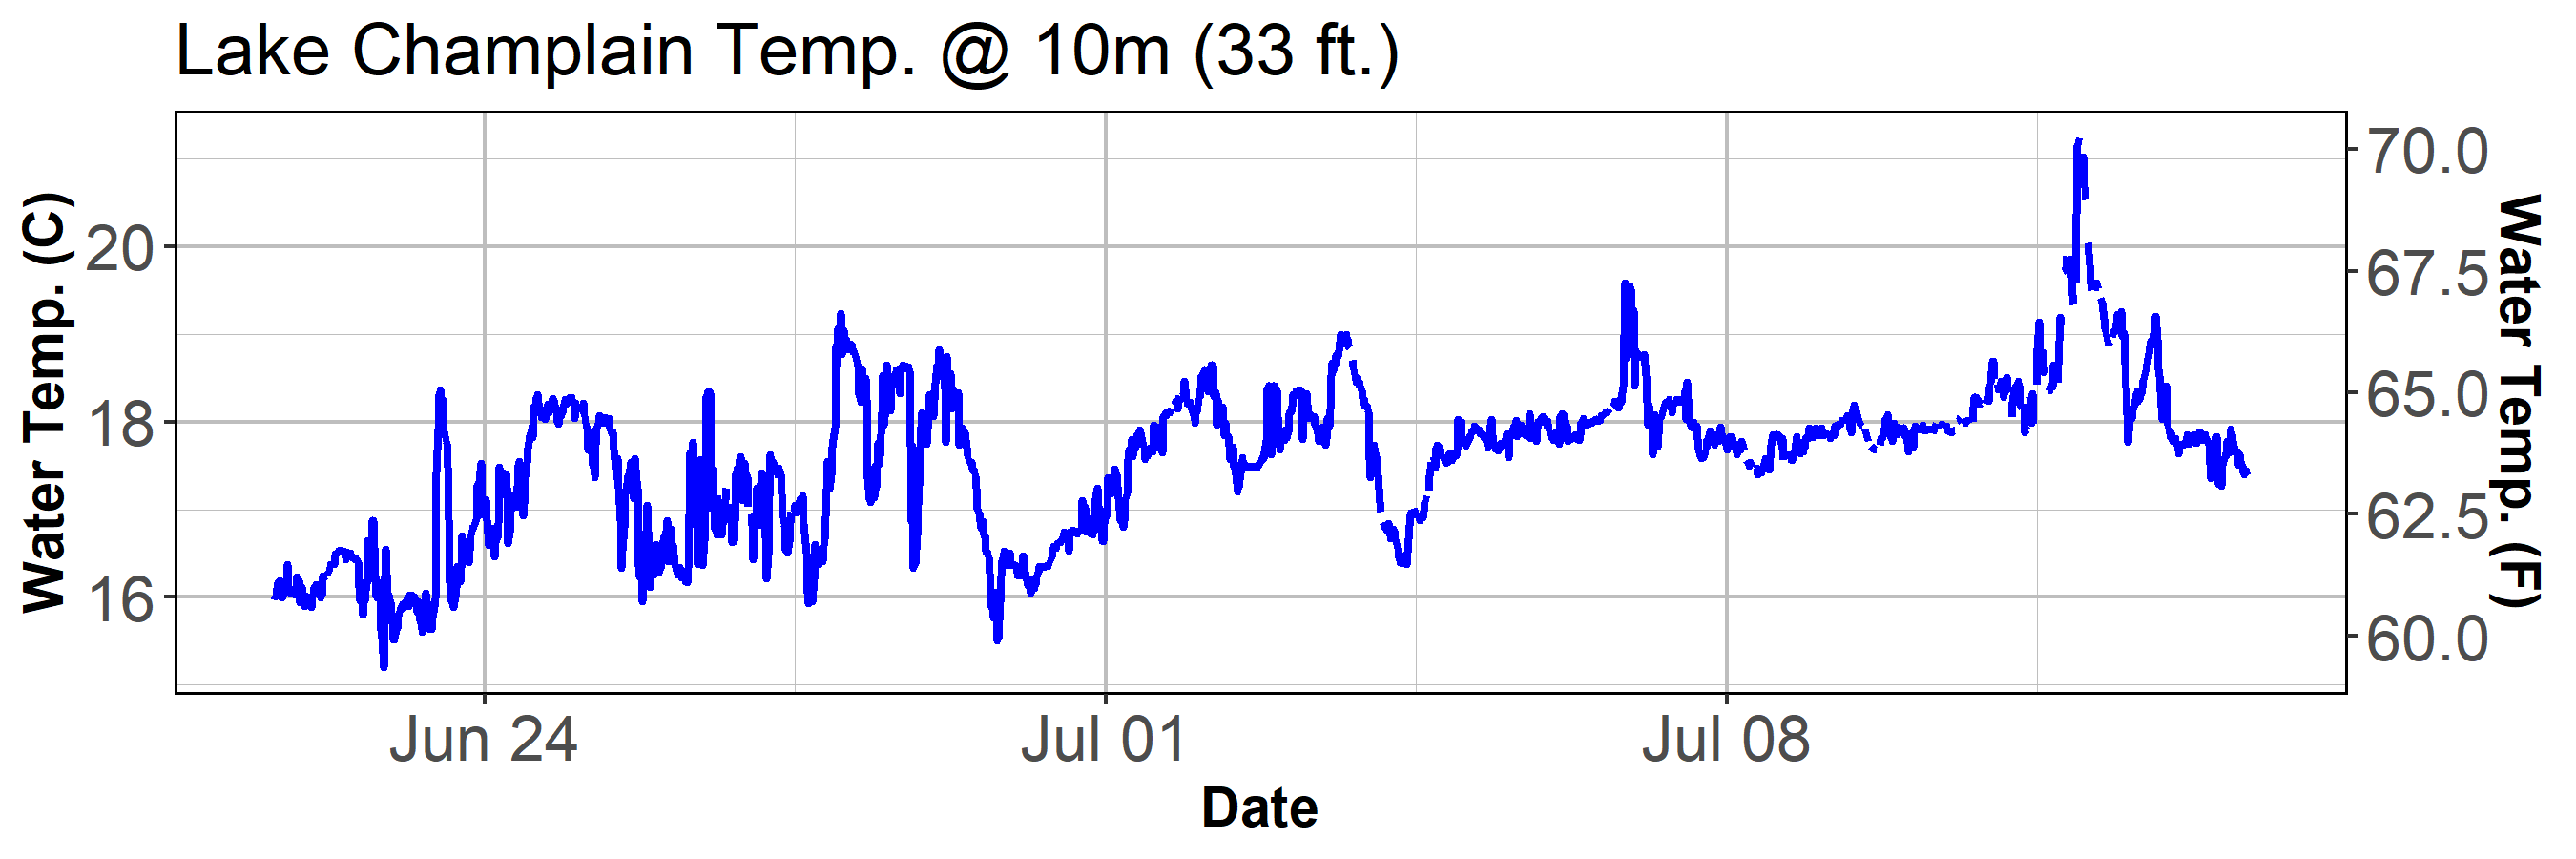 Lake Champlain Temp. @ 10m (33 ft.)
Water Temp. (C)
20
18
16
70.0
67.5
65.0
62.5
60.0
Water Temp. (F)
Jun 24
Jul 01
Jul 08
Date